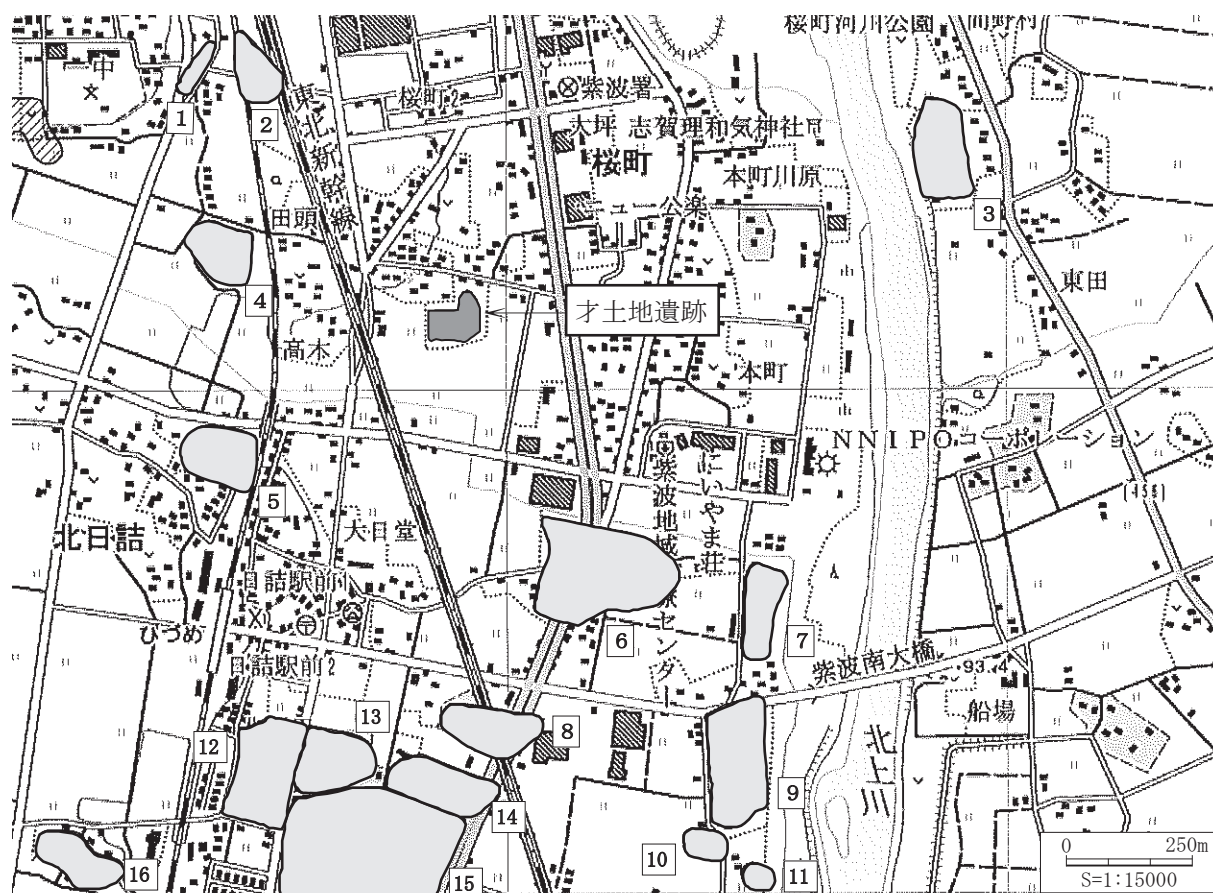 桜町河川公園
間野村
中
1
2
東北新幹線
桜町2
紫波署
大坪
志賀理和気神社
桜町
本町川原
ニュー公楽
3
田頭
4
東田
才土地遺跡
高木
本町
NNIPOコーポレーション
にいやま荘
紫波地域
センター
5
北日詰
大日堂
日詰駅前1
ひづめ
日詰駅前2
6
7
紫波南大橋
93.4
船場
北上川
8
12
13
14
9
10
11
15
16
0 250m
S=1:15000